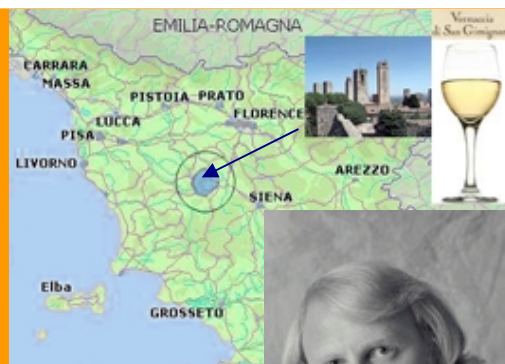 EMILIA-ROMAGNA
Vernaccia
di San Gimignano
CARRARA
MASSA
PISTOIA
PRATO
LUCCA
FLORENCE
PISA
LIVORNO
AREZZO
SIENA
Elba
GROSSETO